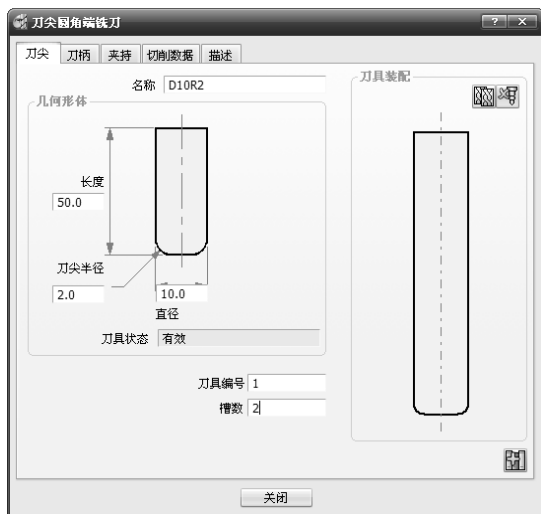 刀尖圆角端铣刀
刀尖 刀柄 夹持 切削数据 描述
名称 D10R2
几何形体
长度
50.0
刀尖半径
2.0
10.0
直径
刀具状态 有效
刀具编号 1
槽数 2
刀具装配
关闭